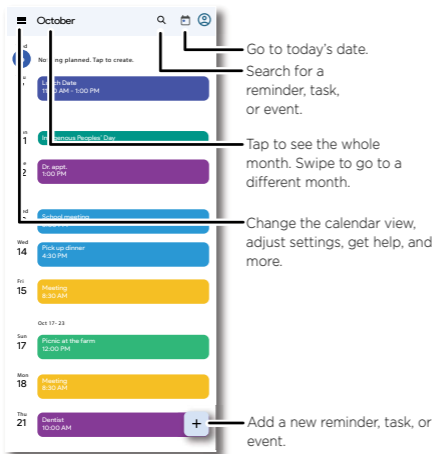 October
Nothing planned. Tap to create.
Lunch Date
11:00 AM - 1:00 PM
Indigenous Peoples' Day
Dr. appt.
1:00 PM
School meeting
Wed
14
Pick up dinner
4:30 PM
Fri
15
Meeting
8:30 AM
Oct 17-23
Sun
17
Picnic at the farm
12:00 PM
Mon
18
Meeting
8:30 AM
Thu
21
Dentist
10:00 AM
+
Go to today's date.
Search for a
reminder, task,
or event.
Tap to see the whole
month. Swipe to go to a
different month.
Change the calendar view,
adjust settings, get help, and
more.
Add a new reminder, task, or
event.